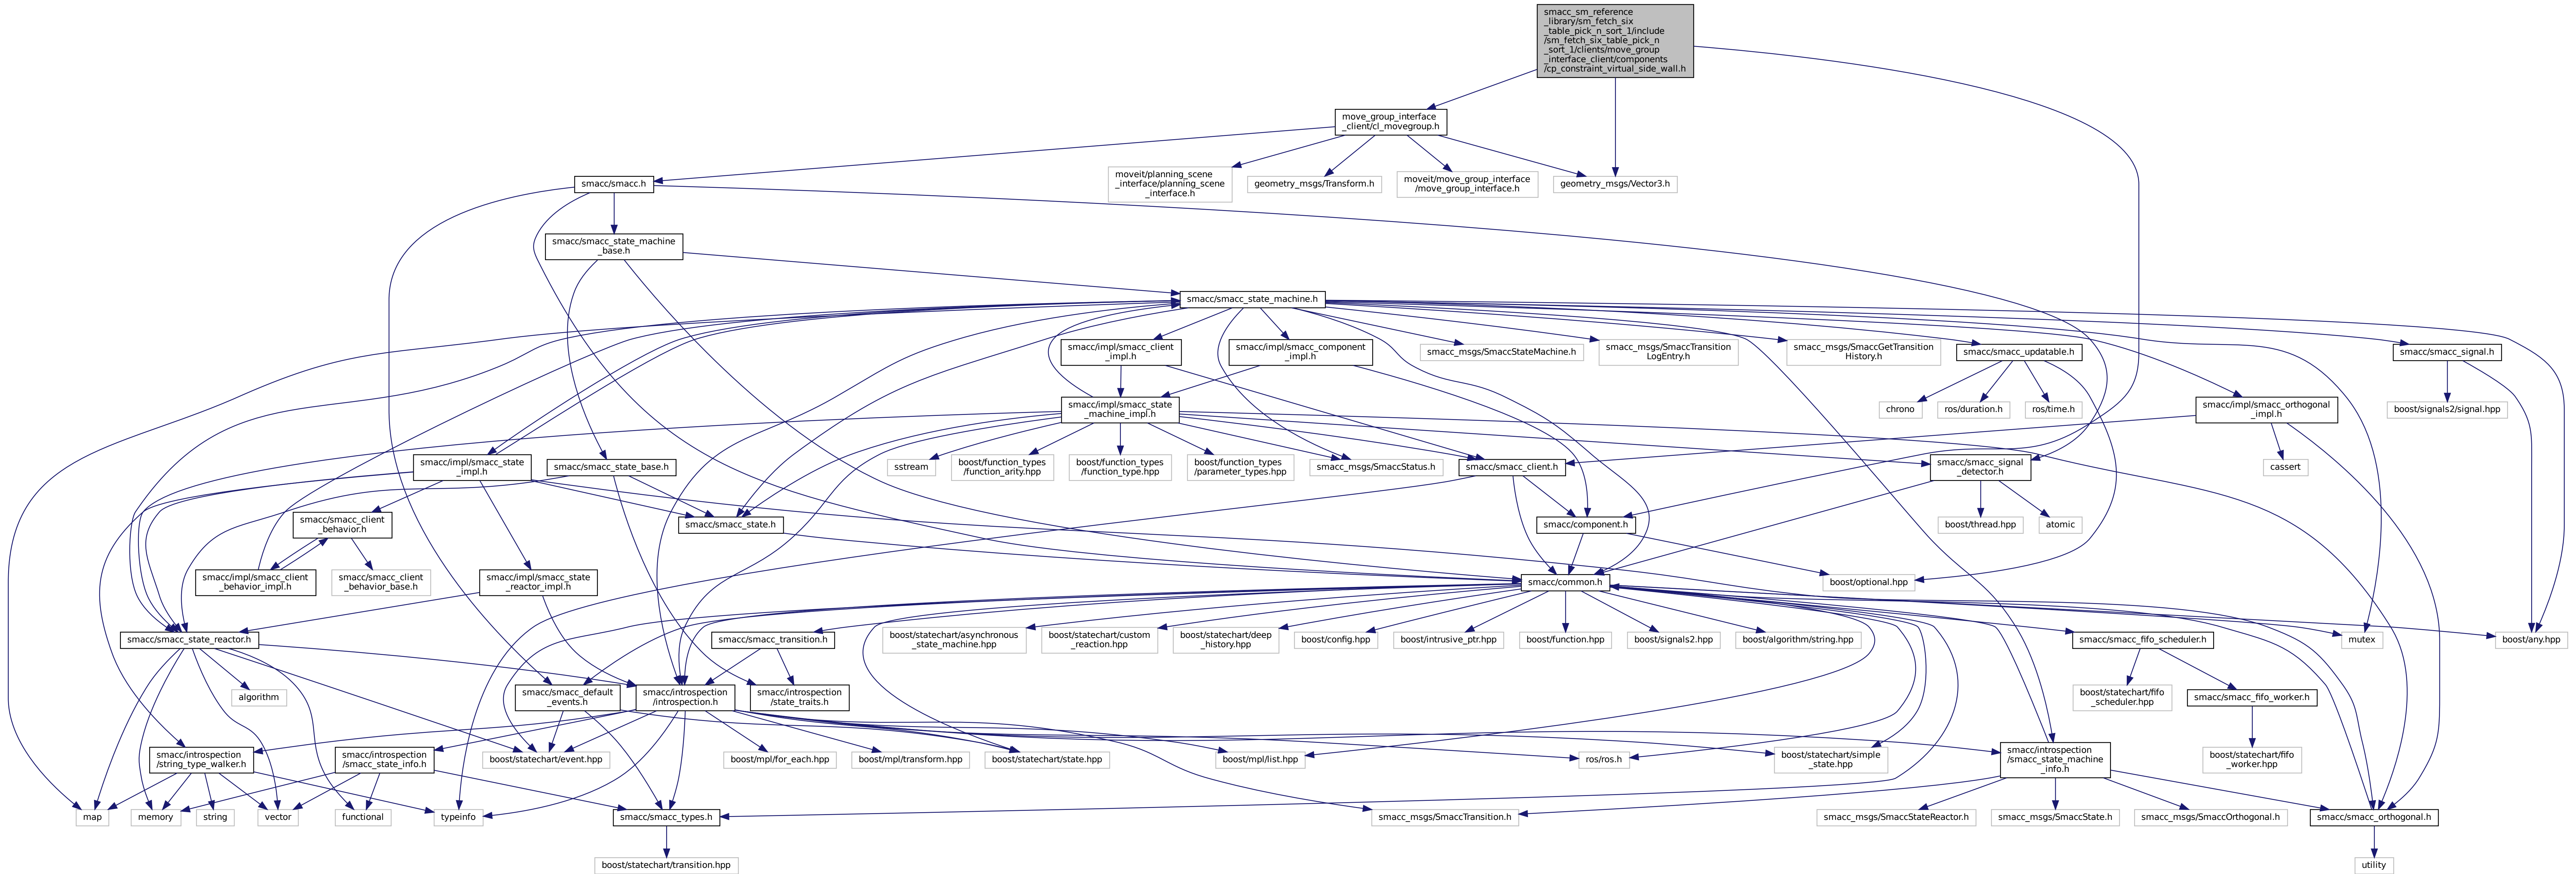 smacc_sm_reference
_library/sm_fetch_six
_table_pick_n_sort_1/include
/sm_fetch_six_table_pick_n
_sort_1/clients/move_group
_interface_client/components
/cp_constraint_virtual_side_wall.h
move_group_interface
_client/cl_movegroup.h
smacc/smacc.h
moveit/planning_scene
_interface/planning_scene
_interface.h
geometry_msgs/Transform.h
moveit/move_group_interface
/move_group_interface.h
geometry_msgs/Vector3.h
smacc/smacc_state_machine
_base.h
smacc/smacc_state_machine.h
smacc/impl/smacc_client
_impl.h
smacc/impl/smacc_component
_impl.h
smacc_msgs/SmaccStateMachine.h
smacc_msgs/SmaccTransition
LogEntry.h
smacc_msgs/SmaccGetTransition
History.h
smacc/smacc_updatable.h
smacc/smacc_signal.h
smacc/impl/smacc_state
_machine_impl.h
chrono
ros/duration.h
ros/time.h
smacc/impl/smacc_orthogonal
_impl.h
boost/signals2/signal.hpp
smacc/impl/smacc_state
_impl.h
smacc/smacc_state_base.h
sstream
boost/function_types
/function_arity.hpp
boost/function_types
/function_type.hpp
boost/function_types
/parameter_types.hpp
smacc_msgs/SmaccStatus.h
smacc/smacc_client.h
smacc/smacc_signal
_detector.h
cassert
smacc/smacc_client
_behavior.h
smacc/smacc_state.h
smacc/component.h
boost/thread.hpp
atomic
smacc/impl/smacc_client
_behavior_impl.h
smacc/smacc_client
_behavior_base.h
smacc/impl/smacc_state
_reactor_impl.h
smacc/common.h
boost/optional.hpp
smacc/smacc_state_reactor.h
smacc/smacc_transition.h
boost/statechart/asynchronous
_state_machine.hpp
boost/statechart/custom
_reaction.hpp
boost/statechart/deep
_history.hpp
boost/config.hpp
boost/intrusive_ptr.hpp
boost/function.hpp
boost/signals2.hpp
boost/algorithm/string.hpp
smacc/smacc_fifo_scheduler.h
mutex
boost/any.hpp
algorithm
smacc/smacc_default
_events.h
smacc/introspection
/introspection.h
smacc/introspection
/state_traits.h
boost/statechart/fifo
_scheduler.hpp
smacc/smacc_fifo_worker.h
smacc/introspection
/string_type_walker.h
smacc/introspection
/smacc_state_info.h
boost/statechart/event.hpp
boost/mpl/for_each.hpp
boost/mpl/transform.hpp
boost/statechart/state.hpp
boost/mpl/list.hpp
ros/ros.h
boost/statechart/simple
_state.hpp
smacc/introspection
/smacc_state_machine
_info.h
boost/statechart/fifo
_worker.hpp
map
memory
string
vector
functional
typeinfo
smacc/smacc_types.h
smacc_msgs/SmaccTransition.h
smacc_msgs/SmaccStateReactor.h
smacc_msgs/SmaccState.h
smacc_msgs/SmaccOrthogonal.h
smacc/smacc_orthogonal.h
boost/statechart/transition.hpp
utility